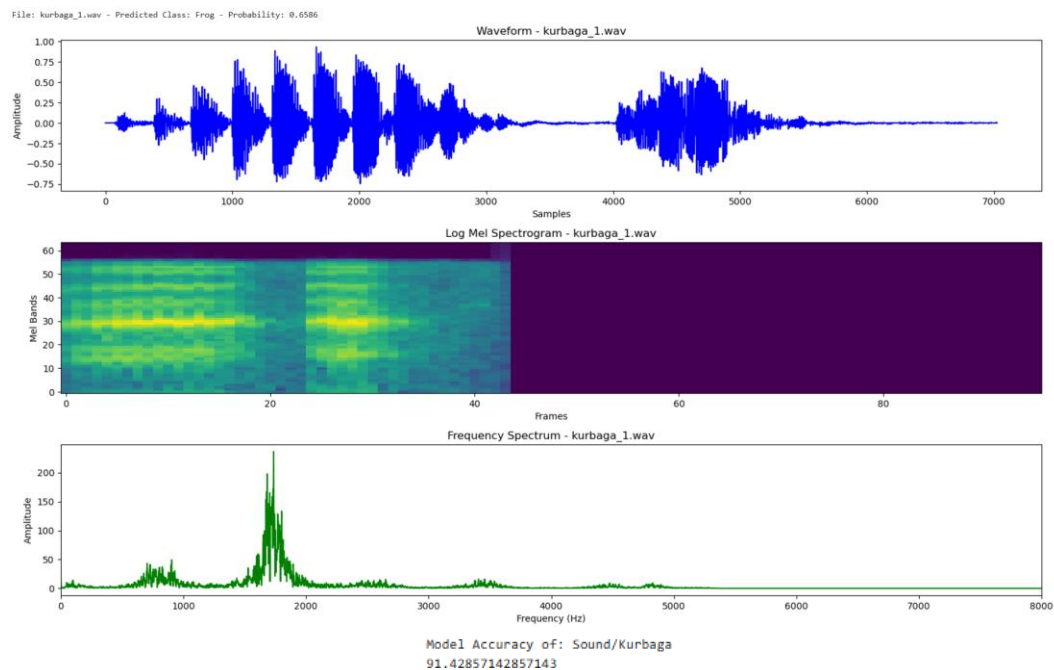 File: kurbaga_1.wav - Predicted Class: Frog - Probability: 0.6586
Waveform - kurbaga_1.wav
1.00
0.75
0.50
0.25
0.00
−0.25
−0.50
−0.75
Amplitude
0 1000 2000 3000 4000 5000 6000 7000
Samples
Log Mel Spectrogram - kurbaga_1.wav
60
50
40
30
20
10
0
Mel Bands
0 20 40 60 80
Frames
Frequency Spectrum - kurbaga_1.wav
200
150
100
50
0
Amplitude
0 1000 2000 3000 4000 5000 6000 7000 8000
Frequency (Hz)
Model Accuracy of: Sound/Kurbaga
91.42857142857143